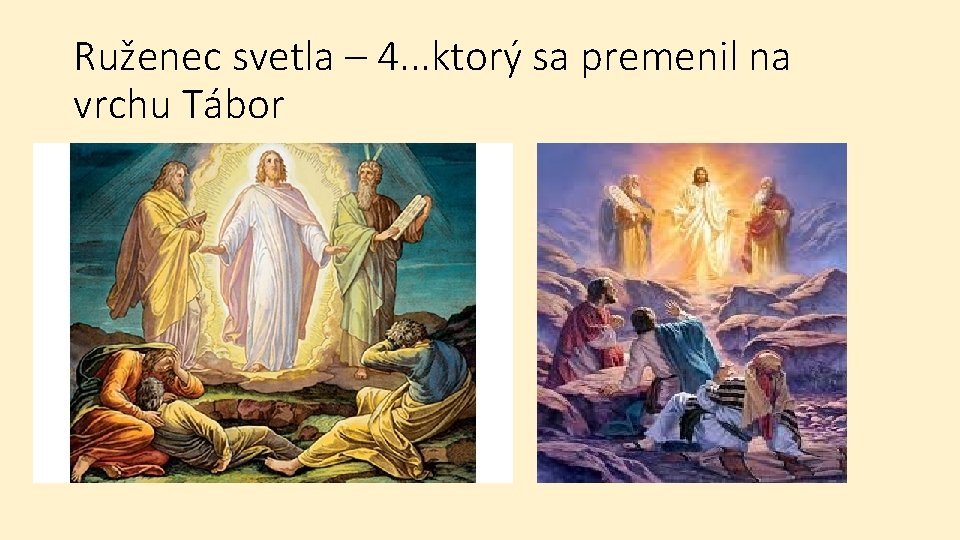 Ruženec svetla – 4...ktorý sa premenil na
vrchu Tábor